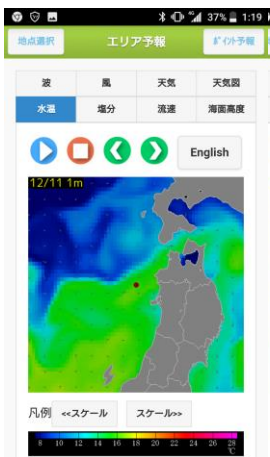 37% 1:19
地点選択 エリア予報 ﾎﾟｲﾝﾄ予報
波 風 天気 天気図
水温 塩分 流速 海面高度
English
12/11 1m
凡例 <<スケール スケール>>
8 10 12 14 16 18 20 22 24 26 28
℃